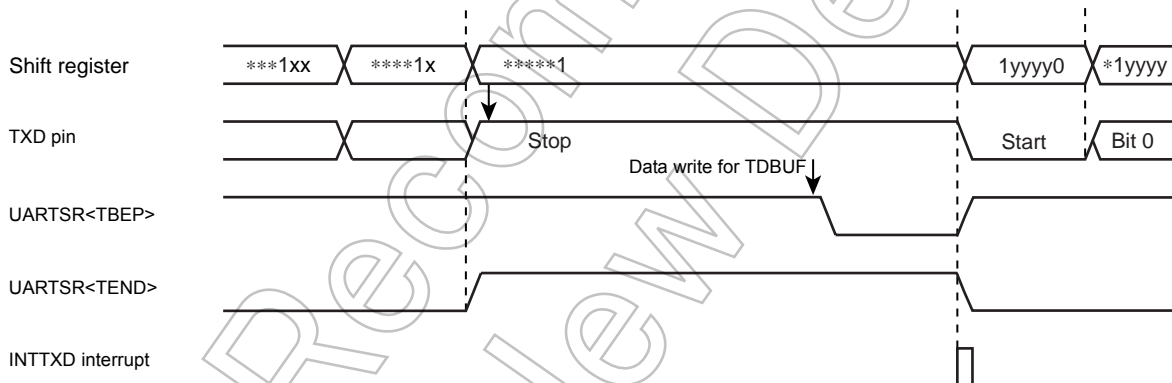 Shift register
***1xx
****1x
*****1
1yyyy0
*1yyyy
TXD pin
Stop
Start
Bit 0
Data write for TDBUF
UARTSR<TBEP>
UARTSR<TEND>
INTTXD interrupt